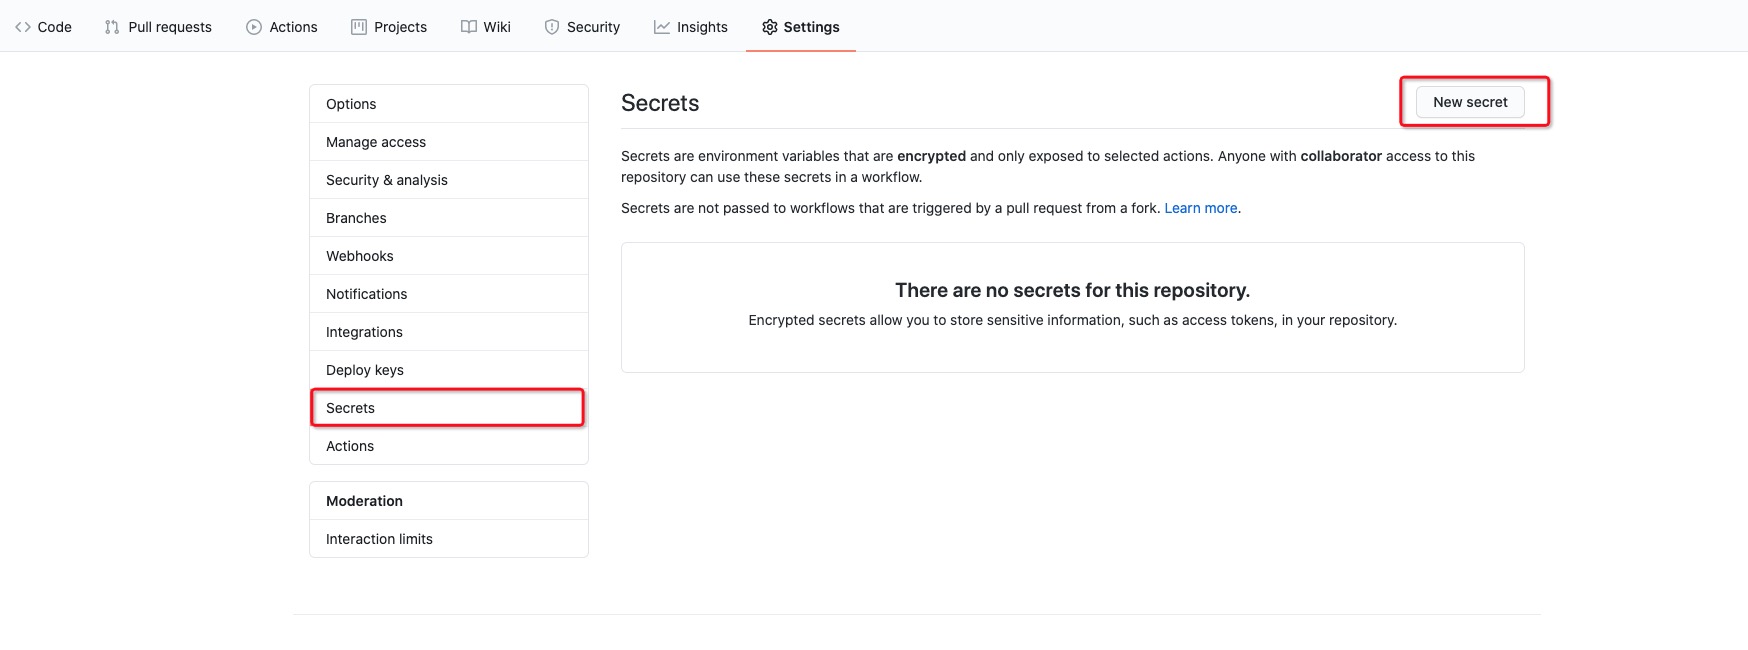 Code Pull requests Actions Projects Wiki Security Insights Settings
Options
Manage access
Security & analysis
Branches
Webhooks
Notifications
Integrations
Deploy keys
Secrets
Actions
Moderation
Interaction limits
Secrets
New secret
Secrets are environment variables that are encrypted and only exposed to selected actions. Anyone with collaborator access to this
repository can use these secrets in a workflow.
Secrets are not passed to workflows that are triggered by a pull request from a fork. Learn more.
There are no secrets for this repository.
Encrypted secrets allow you to store sensitive information, such as access tokens, in your repository.